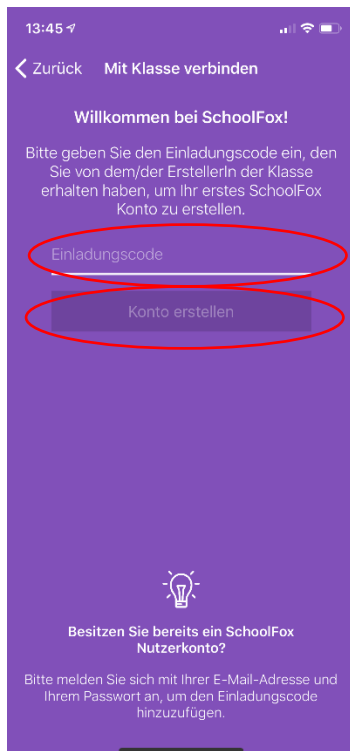 13:45
Zurück Mit Klasse verbinden
Willkommen bei SchoolFox!
Bitte geben Sie den Einladungscode ein, den
Sie von dem/der ErstellerIn der Klasse
erhalten haben, um Ihr erstes SchoolFox
Konto zu erstellen.
Einladungscode
Konto erstellen
Besitzen Sie bereits ein SchoolFox
Nutzerkonto?
Bitte melden Sie sich mit Ihrer E-Mail-Adresse und
Ihrem Passwort an, um den Einladungscode
hinzuzufügen.